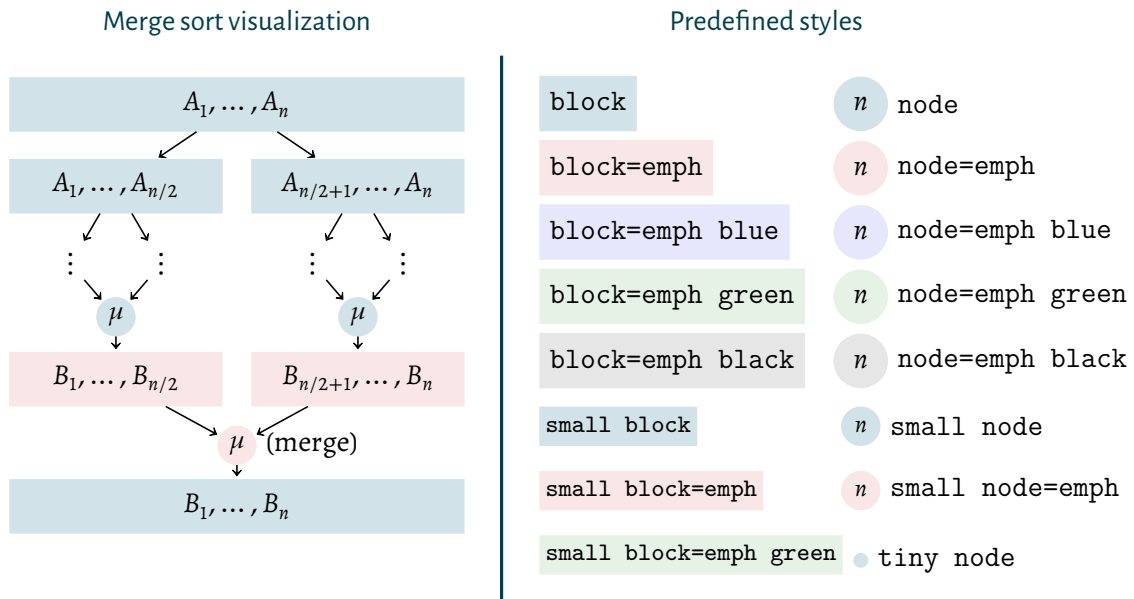 Merge sort visualization
A₁, … , Aₙ
A₁, … , Aₙ/₂ Aₙ/₂₊₁, … , Aₙ
⋮ ⋮ ⋮ ⋮
μ μ
B₁, … , Bₙ/₂ Bₙ/₂₊₁, … , Bₙ
μ (merge)
B₁, … , Bₙ
Predefined styles
block n node
block=emph n node=emph
block=emph blue n node=emph blue
block=emph green n node=emph green
block=emph black n node=emph black
small block n small node
small block=emph n small node=emph
small block=emph green tiny node